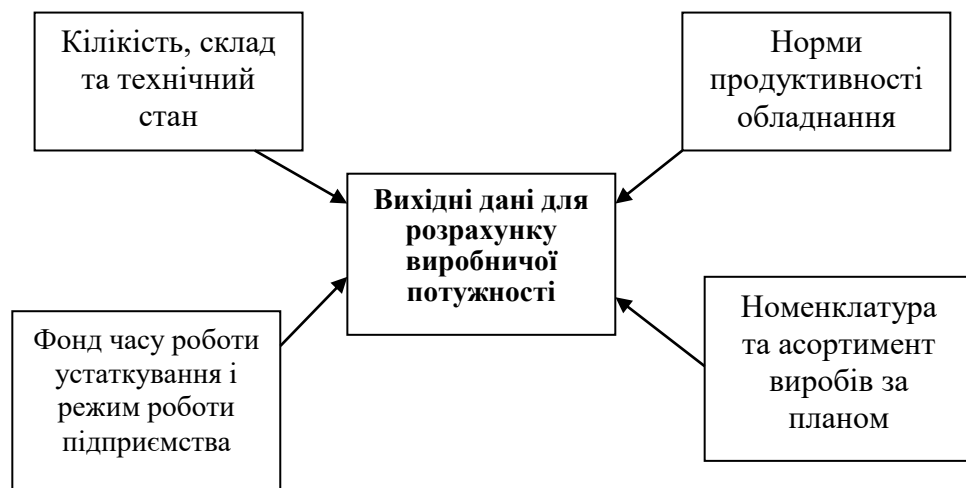 Кілікість, склад
та технічний
стан
Норми
продуктивності
обладнання
Вихідні дані для
розрахунку
виробничої
потужності
Фонд часу роботи
устаткування і
режим роботи
підприємства
Номенклатура
та асортимент
виробів за
планом